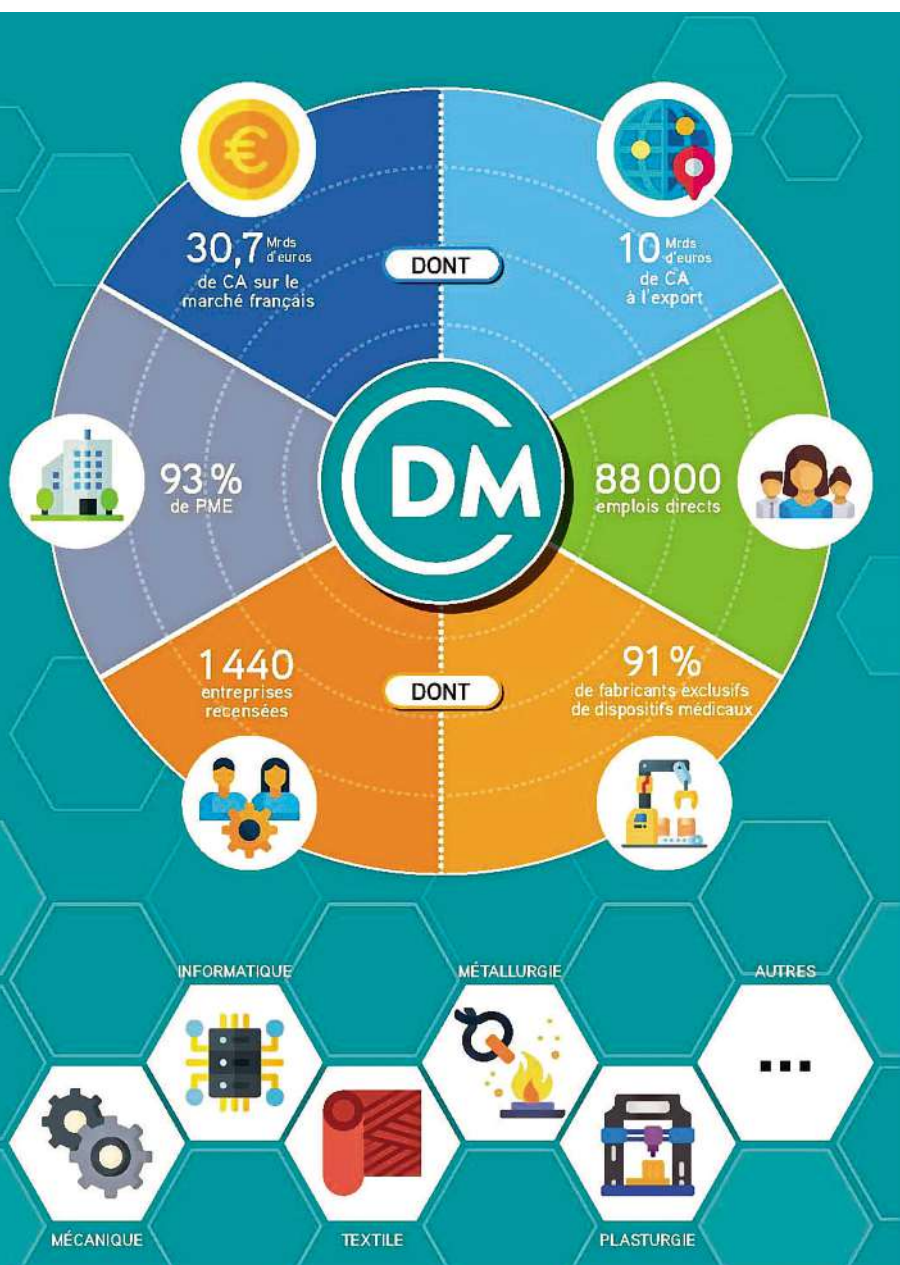 30,7 Mrds d'euros
de CA sur le
marché français
DONT
10 Mrds d'euros
de CA
à l'export
93 %
de PME
DM
88 000
emplois directs
1 440
entreprises
recensées
DONT
91 %
de fabricants exclusifs
de dispositifs médicaux
INFORMATIQUE
MÉTALLURGIE
AUTRES
...
MÉCANIQUE
TEXTILE
PLASTURGIE